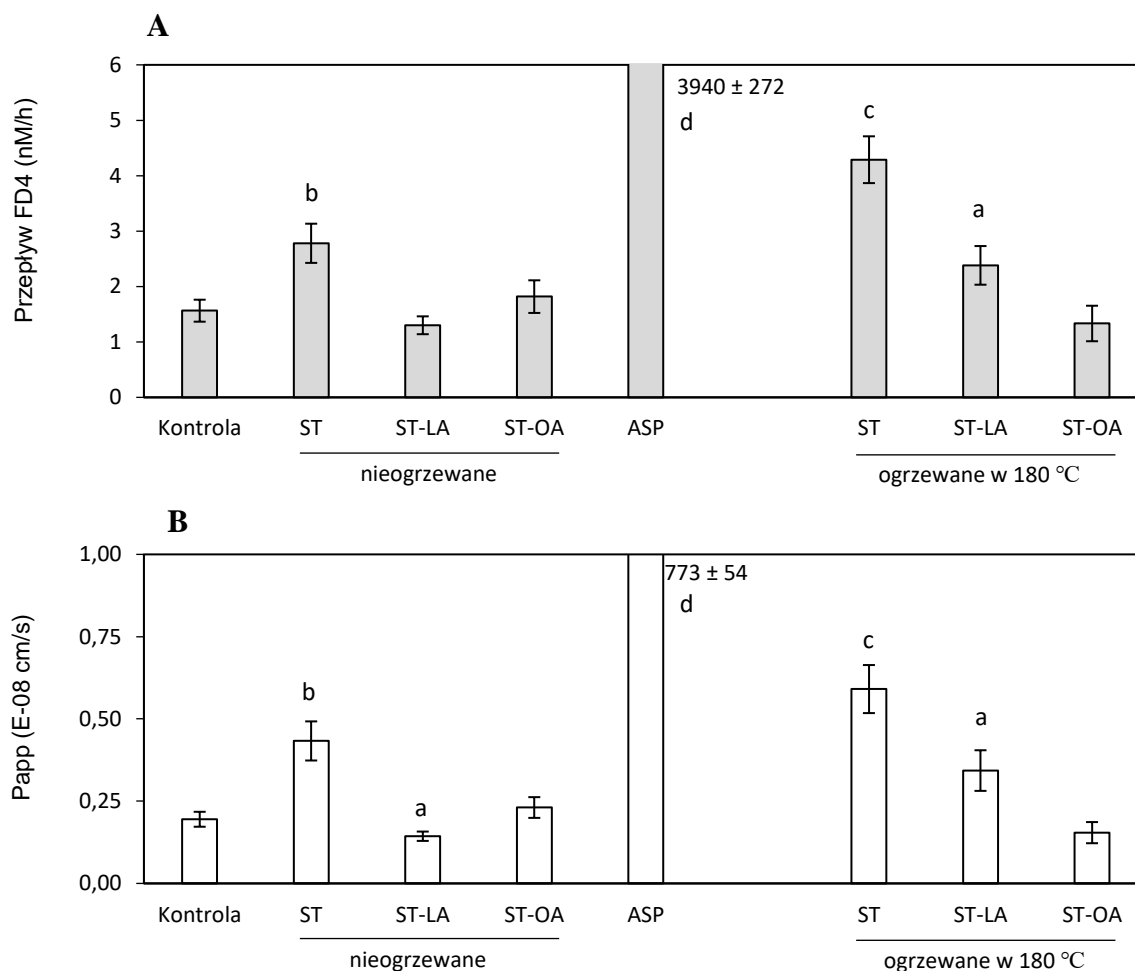 A
Przepływ FD4 (nM/h)
6
5
4
3
2
1
0
3940 ± 272
d
b
c
a
Kontrola ST ST-LA ST-OA ASP ST ST-LA ST-OA
nieogrzewane ogrzewane w 180 °C
B
Papp (E-08 cm/s)
1,00
0,75
0,50
0,25
0,00
773 ± 54
d
b
a
c
a
Kontrola ST ST-LA ST-OA ASP ST ST-LA ST-OA
nieogrzewane ogrzewane w 180 °C